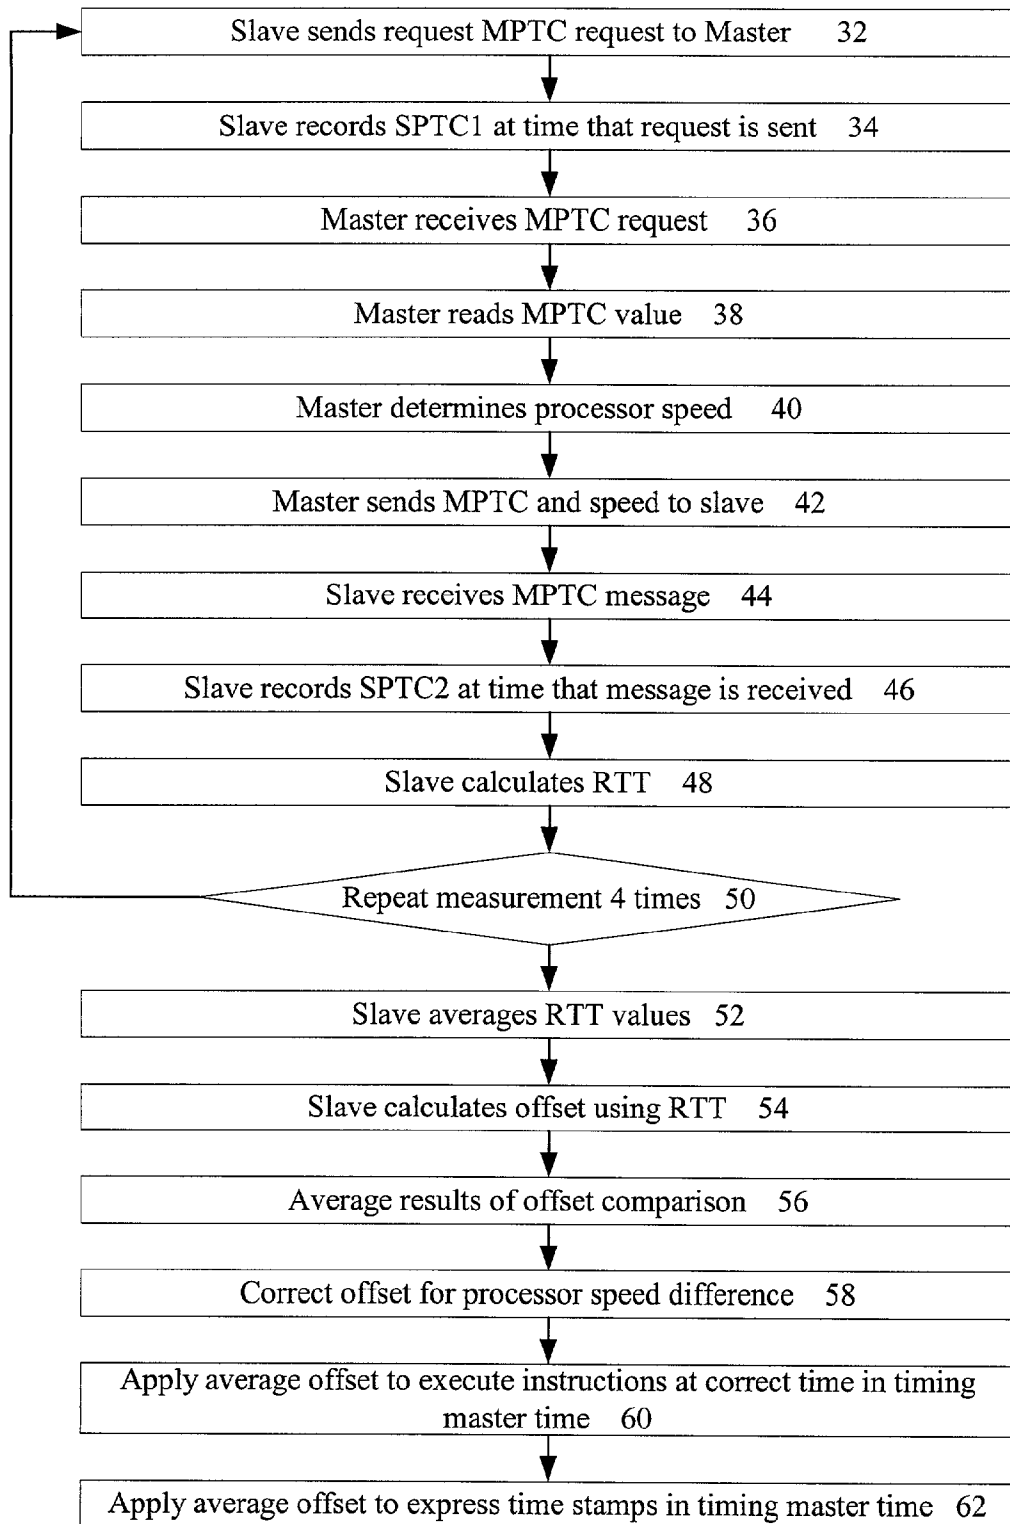 Slave sends request MPTC request to Master 32
Slave records SPTC1 at time that request is sent 34
Master receives MPTC request 36
Master reads MPTC value 38
Master determines processor speed 40
Master sends MPTC and speed to slave 42
Slave receives MPTC message 44
Slave records SPTC2 at time that message is received 46
Slave calculates RTT 48
Repeat measurement 4 times 50
Slave averages RTT values 52
Slave calculates offset using RTT 54
Average results of offset comparison 56
Correct offset for processor speed difference 58
Apply average offset to execute instructions at correct time in timing
master time 60
Apply average offset to express time stamps in timing master time 62